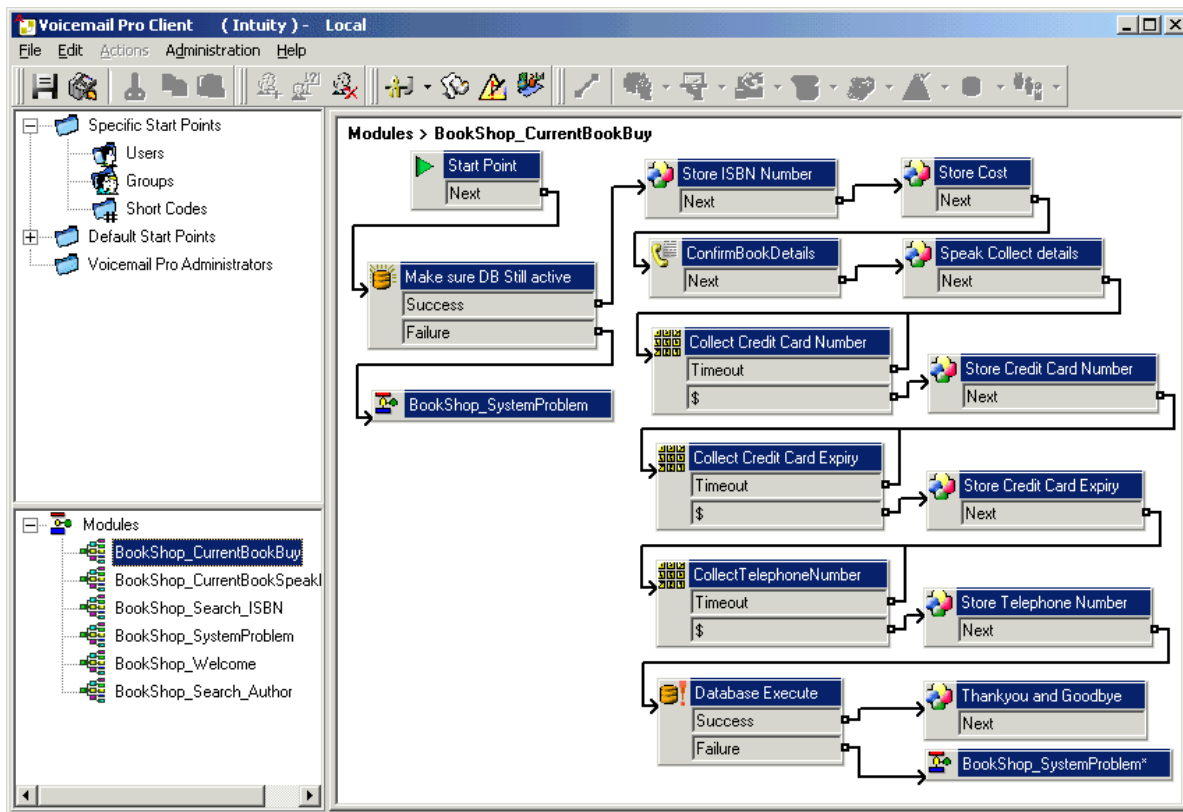 Voicemail Pro Client    ( Intuity ) -   Local
File  Edit  Actions  Administration  Help
Specific Start Points
Users
Groups
Short Codes
Default Start Points
Voicemail Pro Administrators
Modules
BookShop_CurrentBookBuy
BookShop_CurrentBookSpeakI
BookShop_Search_ISBN
BookShop_SystemProblem
BookShop_Welcome
BookShop_Search_Author
Modules > BookShop_CurrentBookBuy
Start Point
Next
Make sure DB Still active
Success
Failure
BookShop_SystemProblem
Store ISBN Number
Next
Store Cost
Next
ConfirmBookDetails
Next
Speak Collect details
Next
Collect Credit Card Number
Timeout
$
Store Credit Card Number
Next
Collect Credit Card Expiry
Timeout
$
Store Credit Card Expiry
Next
CollectTelephoneNumber
Timeout
$
Store Telephone Number
Next
Database Execute
Success
Failure
Thankyou and Goodbye
Next
BookShop_SystemProblem*